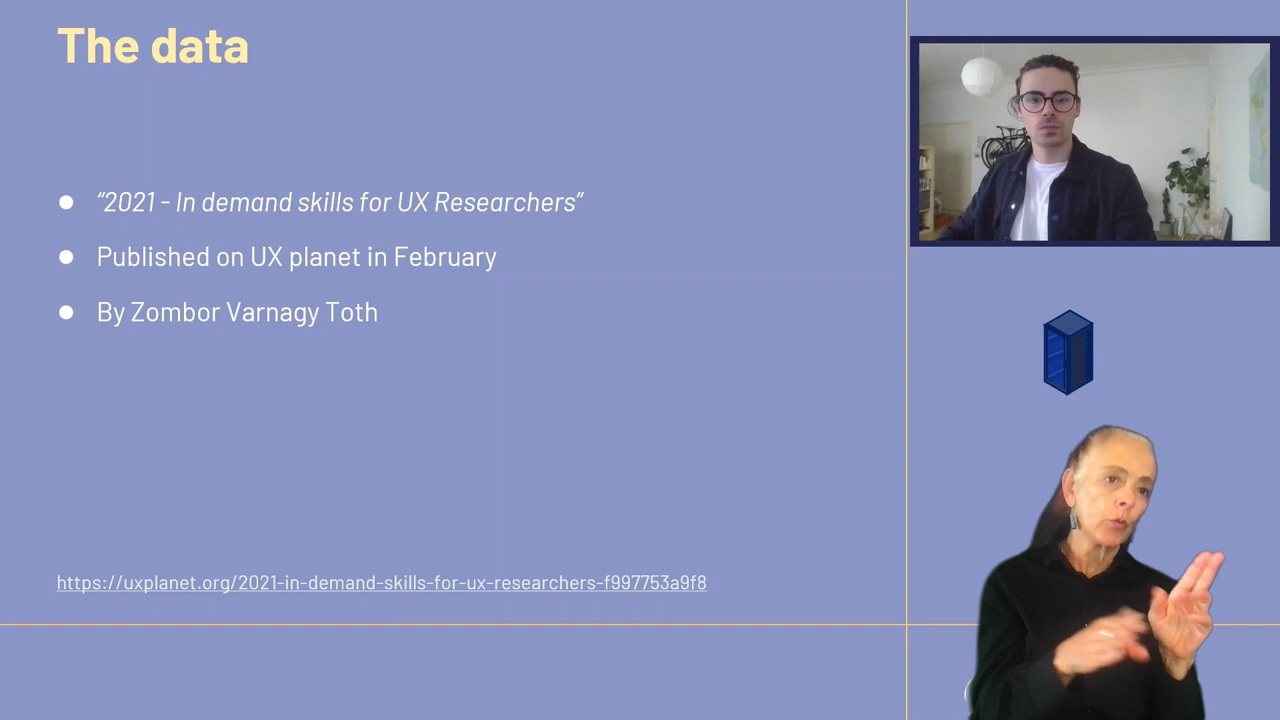 The data
“2021 - In demand skills for UX Researchers”
Published on UX planet in February
By Zombor Varnagy Toth
https://uxplanet.org/2021-in-demand-skills-for-ux-researchers-f997753a9f8